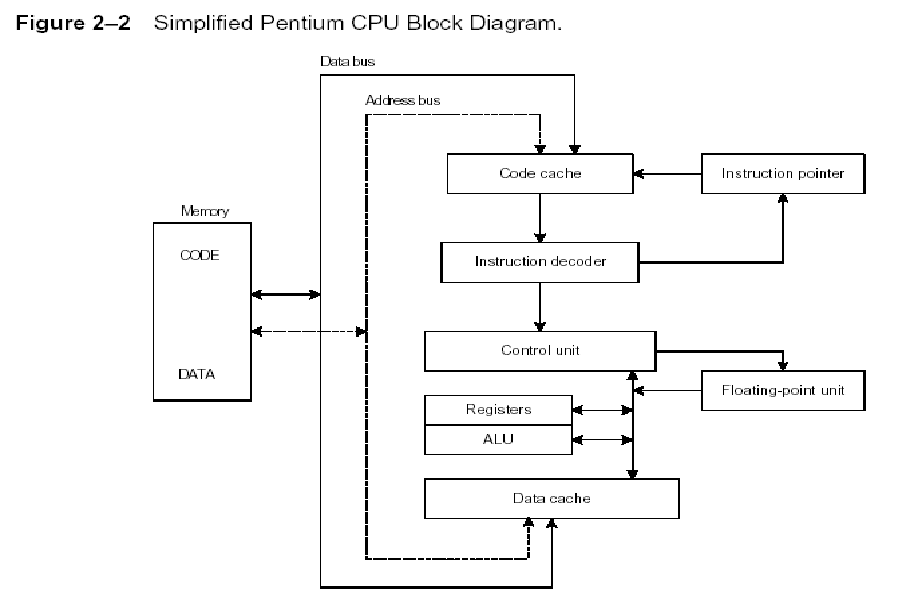 Figure 2–2 Simplified Pentium CPU Block Diagram.
Data bus
Address bus
Code cache
Instruction pointer
Memory
CODE
Instruction decoder
Control unit
DATA
Floating-point unit
Registers
ALU
Data cache